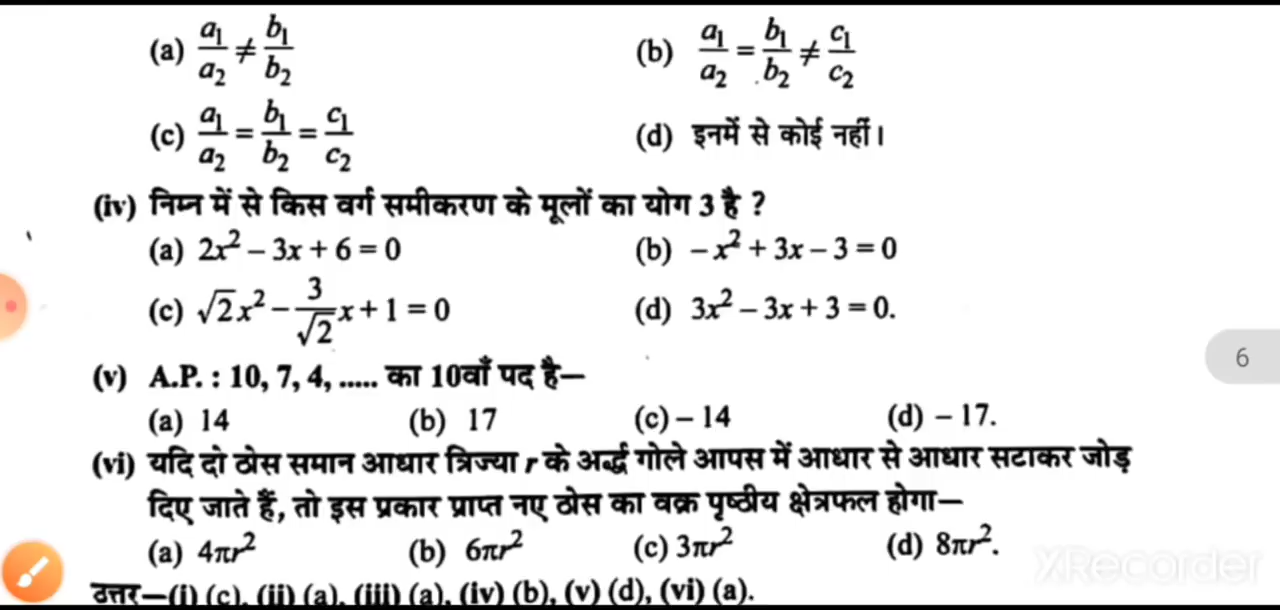 (a) a₁/a₂ ≠ b₁/b₂ (b) a₁/a₂ = b₁/b₂ ≠ c₁/c₂
(c) a₁/a₂ = b₁/b₂ = c₁/c₂ (d) इनमें से कोई नहीं।
(iv) निम्न में से किस वर्ग समीकरण के मूलों का योग 3 है ?
(a) 2x² – 3x + 6 = 0 (b) – x² + 3x – 3 = 0
(c) √2x² – 3/√2 x + 1 = 0 (d) 3x² – 3x + 3 = 0.
(v) A.P. : 10, 7, 4, ..... का 10वाँ पद है—
(a) 14 (b) 17 (c) – 14 (d) – 17.
(vi) यदि दो ठोस समान आधार त्रिज्या r के अर्द्ध गोले आपस में आधार से आधार सटाकर जोड़
दिए जाते हैं, तो इस प्रकार प्राप्त नए ठोस का वक्र पृष्ठीय क्षेत्रफल होगा—
(a) 4πr² (b) 6πr² (c) 3πr² (d) 8πr².
उत्तर—(i) (c), (ii) (a), (iii) (a), (iv) (b), (v) (d), (vi) (a).
6
XRecorder